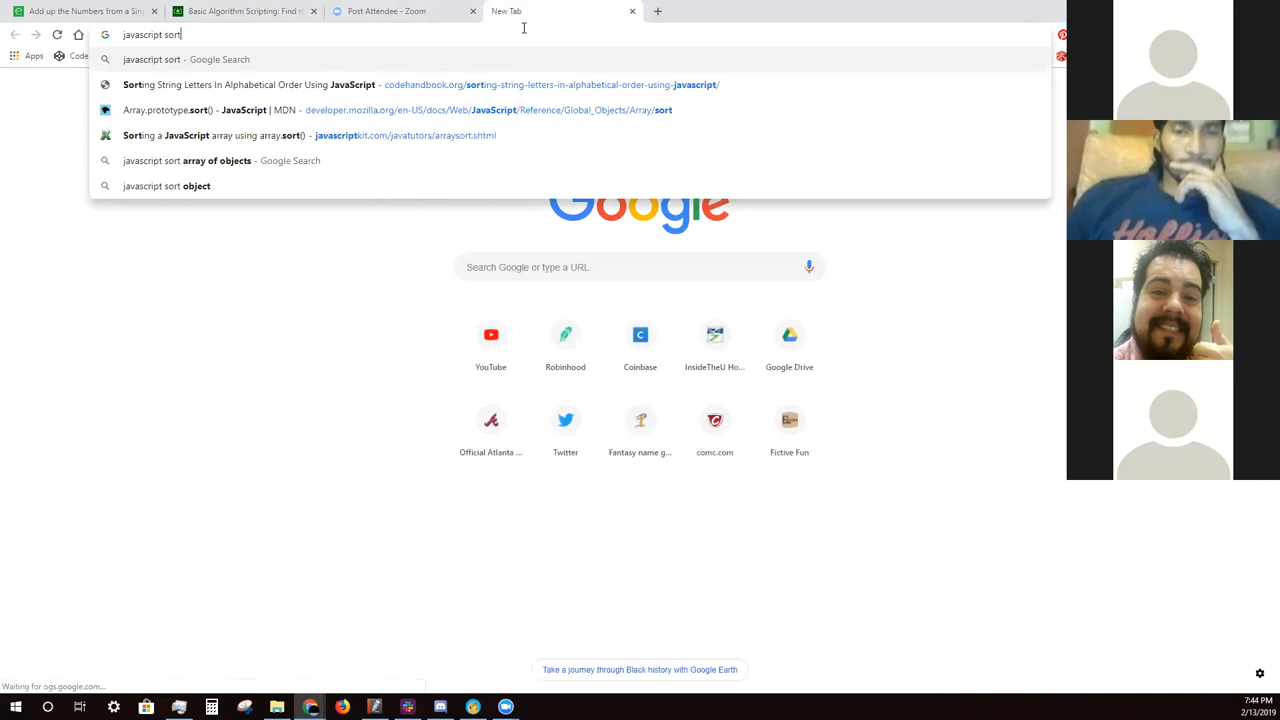 Add up the Numbers from a Sin
Basic Algorithm Scripting: Find t
Post Attendee - Zoom
New Tab
javascript sort
Apps
Code
javascript sort - Google Search
Sorting String Letters In Alphabetical Order Using JavaScript - codehandbook.org/sorting-string-letters-in-alphabetical-order-using-javascript/
Array.prototype.sort() - JavaScript | MDN - developer.mozilla.org/en-US/docs/Web/JavaScript/Reference/Global_Objects/Array/sort
Sorting a JavaScript array using array.sort() - javascriptkit.com/javatutors/arraysort.shtml
javascript sort array of objects - Google Search
javascript sort object
Google
Search Google or type a URL
YouTube
Robinhood
Coinbase
InsideTheU Ho...
Google Drive
Official Atlanta ...
Twitter
Fantasy name g...
comc.com
Fictive Fun
Take a journey through Black history with Google Earth
Waiting for ogs.google.com...
7:44 PM
2/13/2019